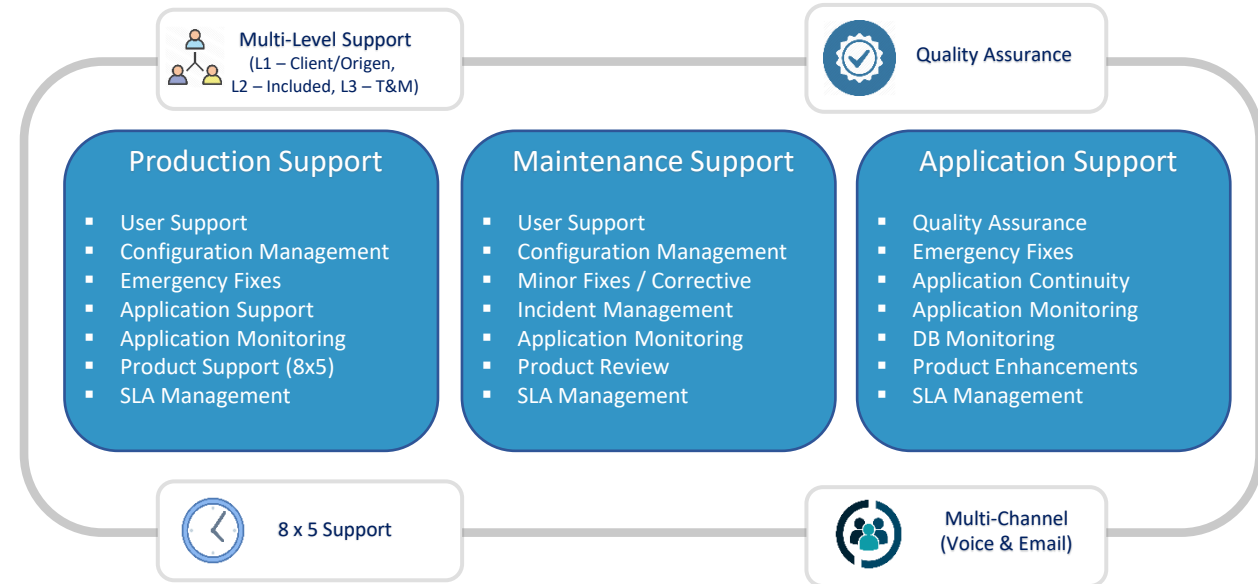 Multi-Level Support
(L1 – Client/Origen,
L2 – Included, L3 – T&M)
Quality Assurance
Production Support
▪ User Support
▪ Configuration Management
▪ Emergency Fixes
▪ Application Support
▪ Application Monitoring
▪ Product Support (8x5)
▪ SLA Management
Maintenance Support
▪ User Support
▪ Configuration Management
▪ Minor Fixes / Corrective
▪ Incident Management
▪ Application Monitoring
▪ Product Review
▪ SLA Management
Application Support
▪ Quality Assurance
▪ Emergency Fixes
▪ Application Continuity
▪ Application Monitoring
▪ DB Monitoring
▪ Product Enhancements
▪ SLA Management
8 x 5 Support
Multi-Channel
(Voice & Email)